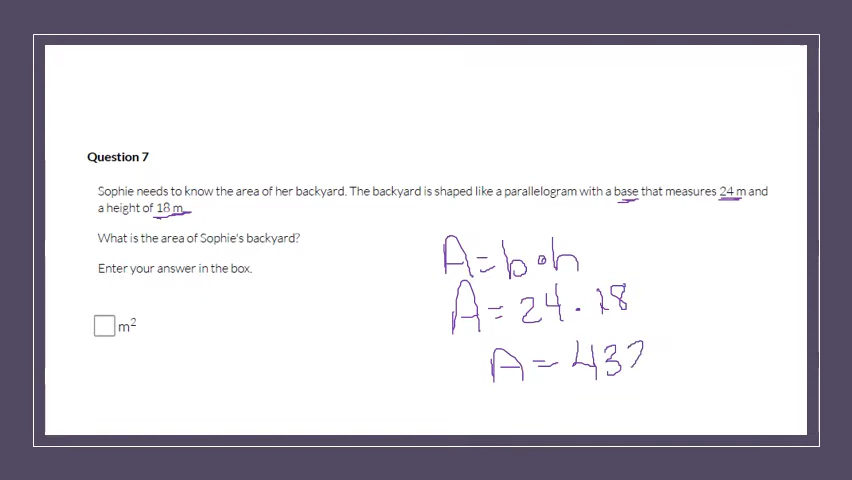 Question 7
Sophie needs to know the area of her backyard. The backyard is shaped like a parallelogram with a base that measures 24 m and
a height of 18 m.
What is the area of Sophie's backyard?
Enter your answer in the box.
m²
A = b • h
A = 24 · 18
A = 432